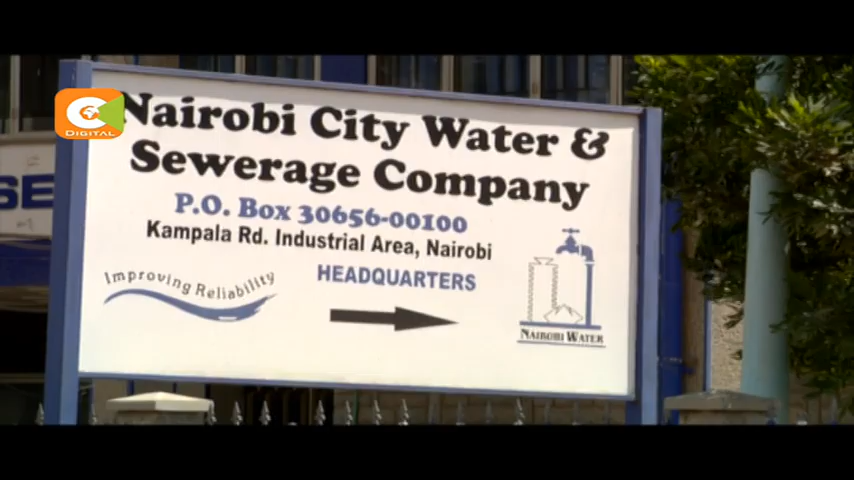 Nairobi City Water &
Sewerage Company
P.O. Box 30656-00100
Kampala Rd. Industrial Area, Nairobi
HEADQUARTERS
Improving Reliability
NAIROBI WATER
C
DIGITAL
SE